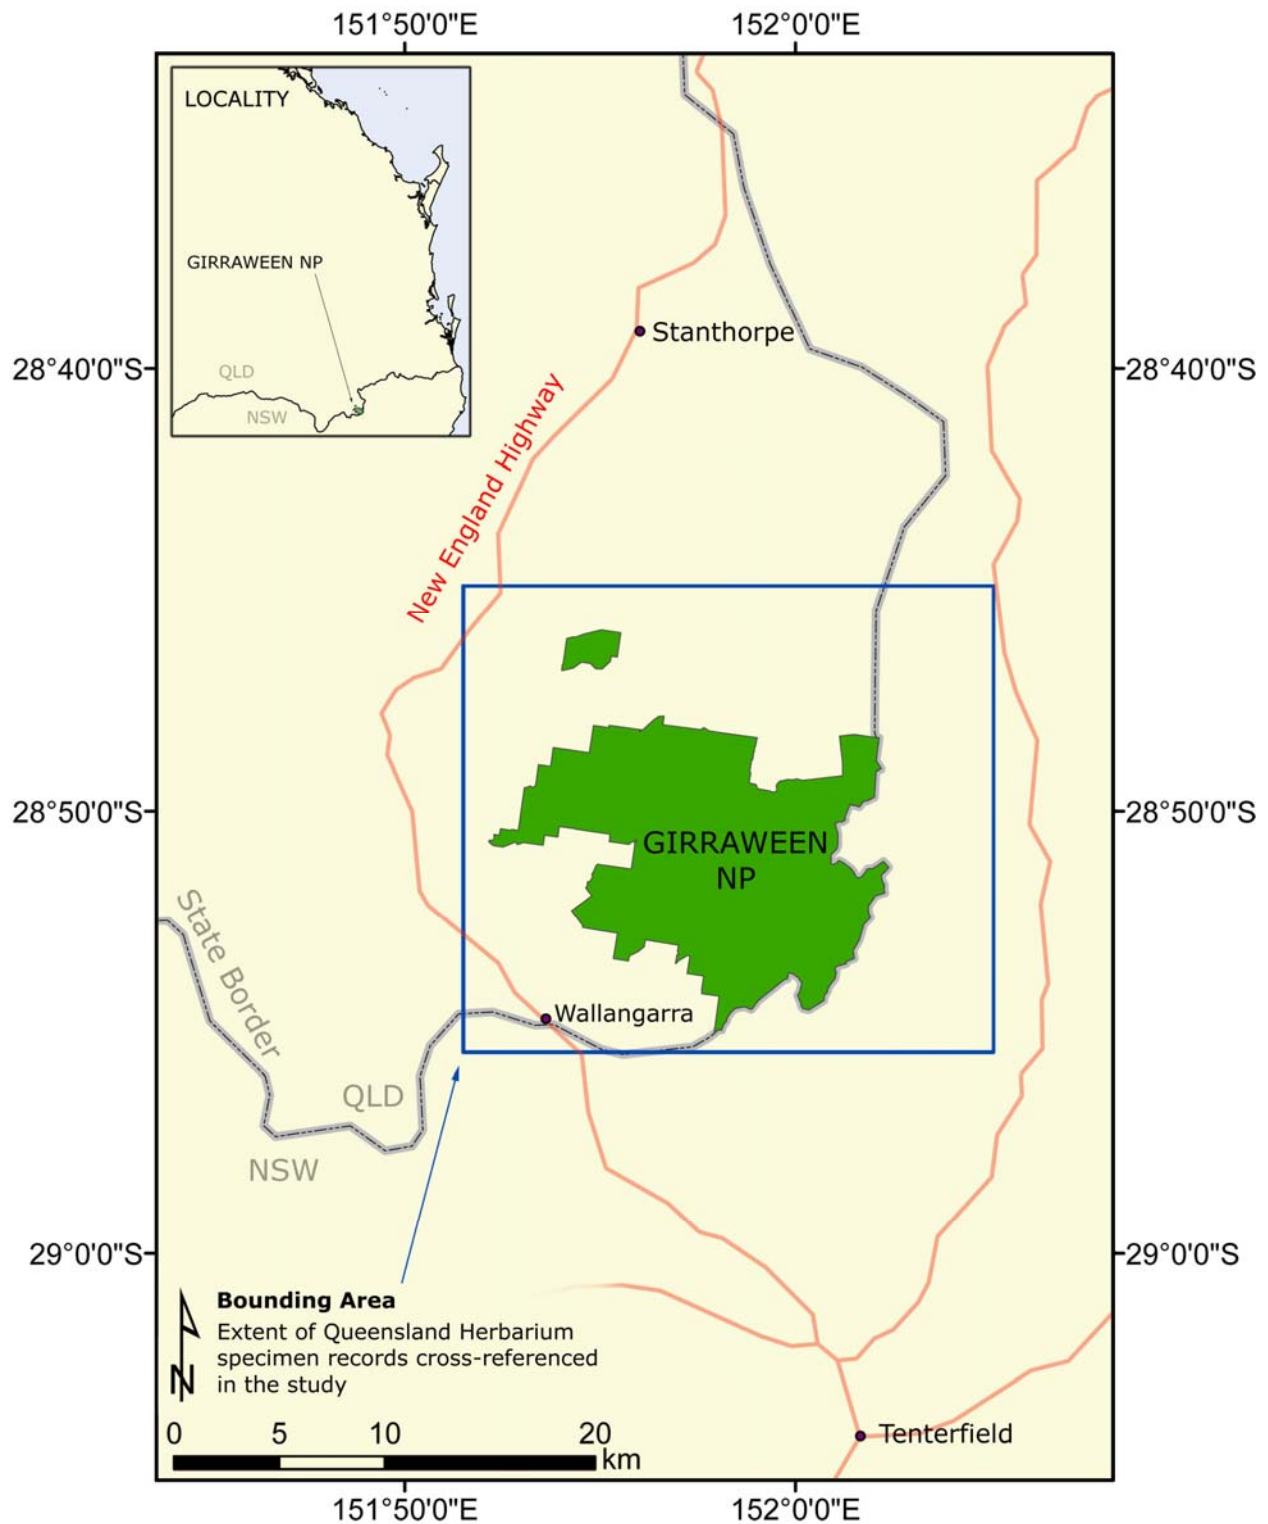 151°50'0"E
152°0'0"E
LOCALITY
GIRRAWEEN NP
QLD
NSW
Stanthorpe
28°40'0"S
28°40'0"S
New England Highway
28°50'0"S
28°50'0"S
GIRRAWEEN
NP
State Border
Wallangarra
QLD
NSW
29°0'0"S
29°0'0"S
Bounding Area
Extent of Queensland Herbarium
specimen records cross-referenced
in the study
N
0 5 10 20
km
Tenterfield
151°50'0"E
152°0'0"E